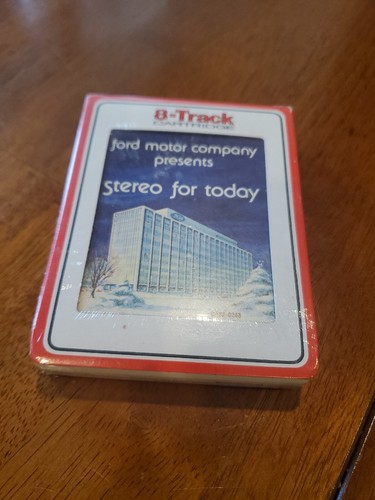 8-Track
CARTRIDGE
ford motor company
presents
Stereo for today